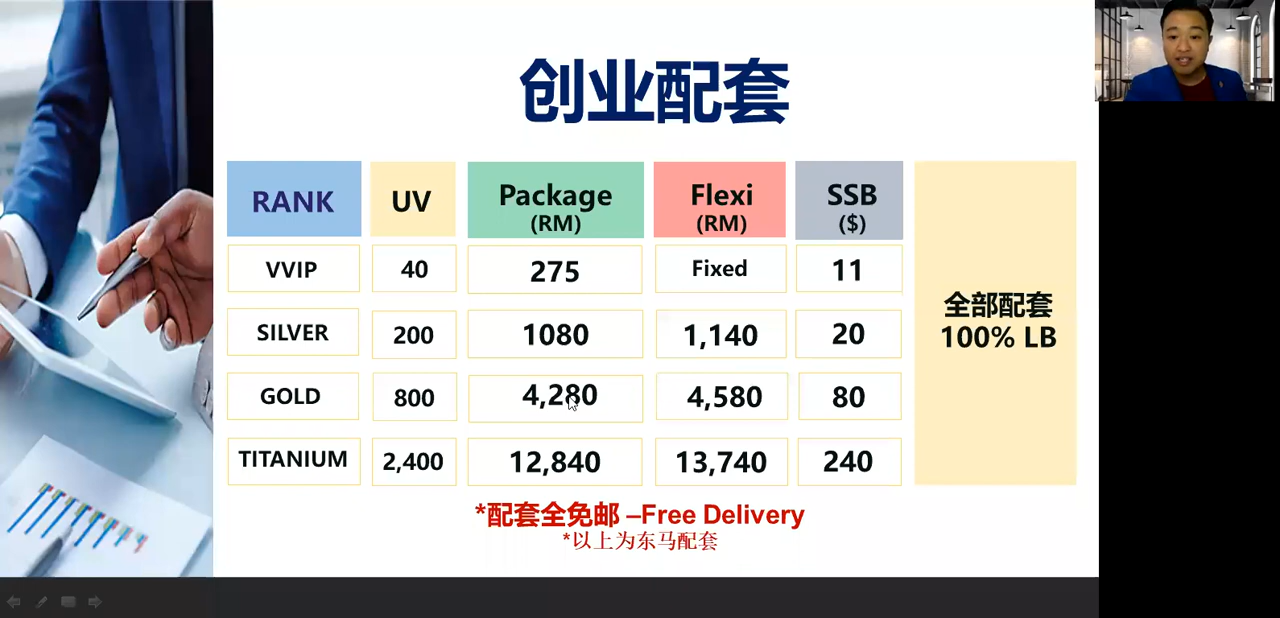 创业配套
RANK UV Package (RM) Flexi (RM) SSB ($)
VVIP 40 275 Fixed 11
SILVER 200 1080 1,140 20
GOLD 800 4,280 4,580 80
TITANIUM 2,400 12,840 13,740 240
全部配套
100% LB
*配套全免邮 –Free Delivery
*以上为东马配套